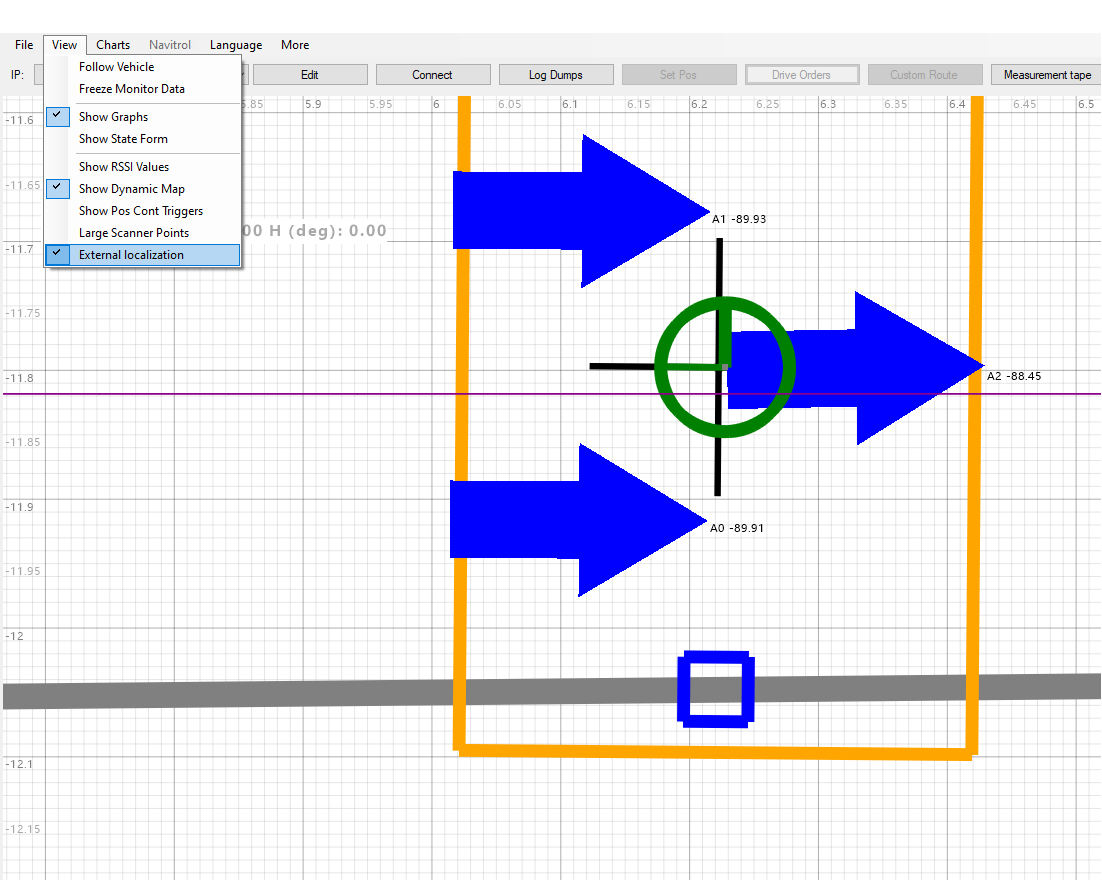 File View Charts Navitrol Language More
IP: Edit Connect Log Dumps Set Pos Drive Orders Custom Route Measurement tape
Follow Vehicle
Freeze Monitor Data
Show Graphs
Show State Form
Show RSSI Values
Show Dynamic Map
Show Pos Cont Triggers
Large Scanner Points
External localization
5.9 5.95 6 6.05 6.1 6.15 6.2 6.25 6.3 6.35 6.4 6.45 6.5
-11.6
-11.65
A1 -89.93
00 H (deg): 0.00
-11.7
-11.75
-11.8
A2 -88.45
-11.85
-11.9
A0 -89.91
-11.95
-12
-12.1
-12.15